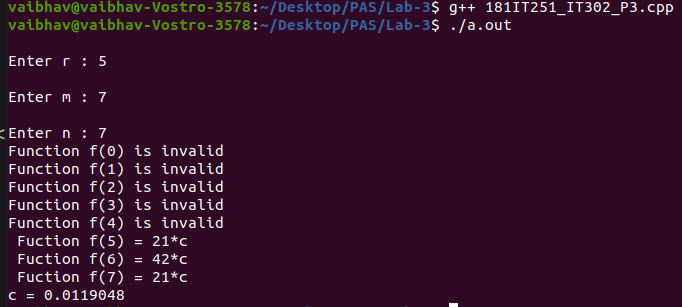 vaibhav@vaibhav-Vostro-3578:~/Desktop/PAS/Lab-3$ g++ 181IT251_IT302_P3.cpp
vaibhav@vaibhav-Vostro-3578:~/Desktop/PAS/Lab-3$ ./a.out
Enter r : 5
Enter m : 7
Enter n : 7
Function f(0) is invalid
Function f(1) is invalid
Function f(2) is invalid
Function f(3) is invalid
Function f(4) is invalid
Fuction f(5) = 21*c
Fuction f(6) = 42*c
Fuction f(7) = 21*c
c = 0.0119048